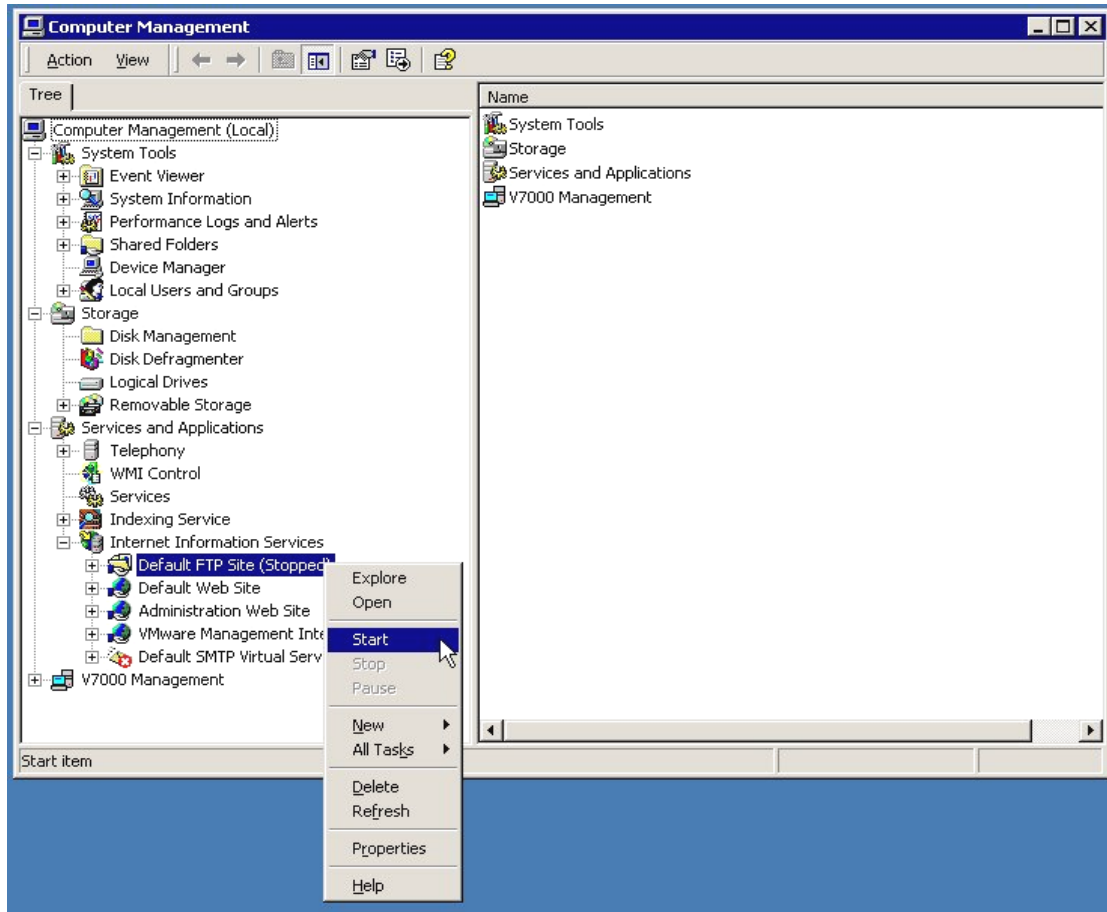 Computer Management
Action View
Tree
Name
Computer Management (Local)
System Tools
Event Viewer
System Information
Performance Logs and Alerts
Shared Folders
Device Manager
Local Users and Groups
Storage
Disk Management
Disk Defragmenter
Logical Drives
Removable Storage
Services and Applications
Telephony
WMI Control
Services
Indexing Service
Internet Information Services
Default FTP Site (Stopped)
Default Web Site
Administration Web Site
VMware Management Inte
Default SMTP Virtual Serv
V7000 Management
System Tools
Storage
Services and Applications
V7000 Management
Explore
Open
Start
Stop
Pause
New
All Tasks
Delete
Refresh
Properties
Help
Start item